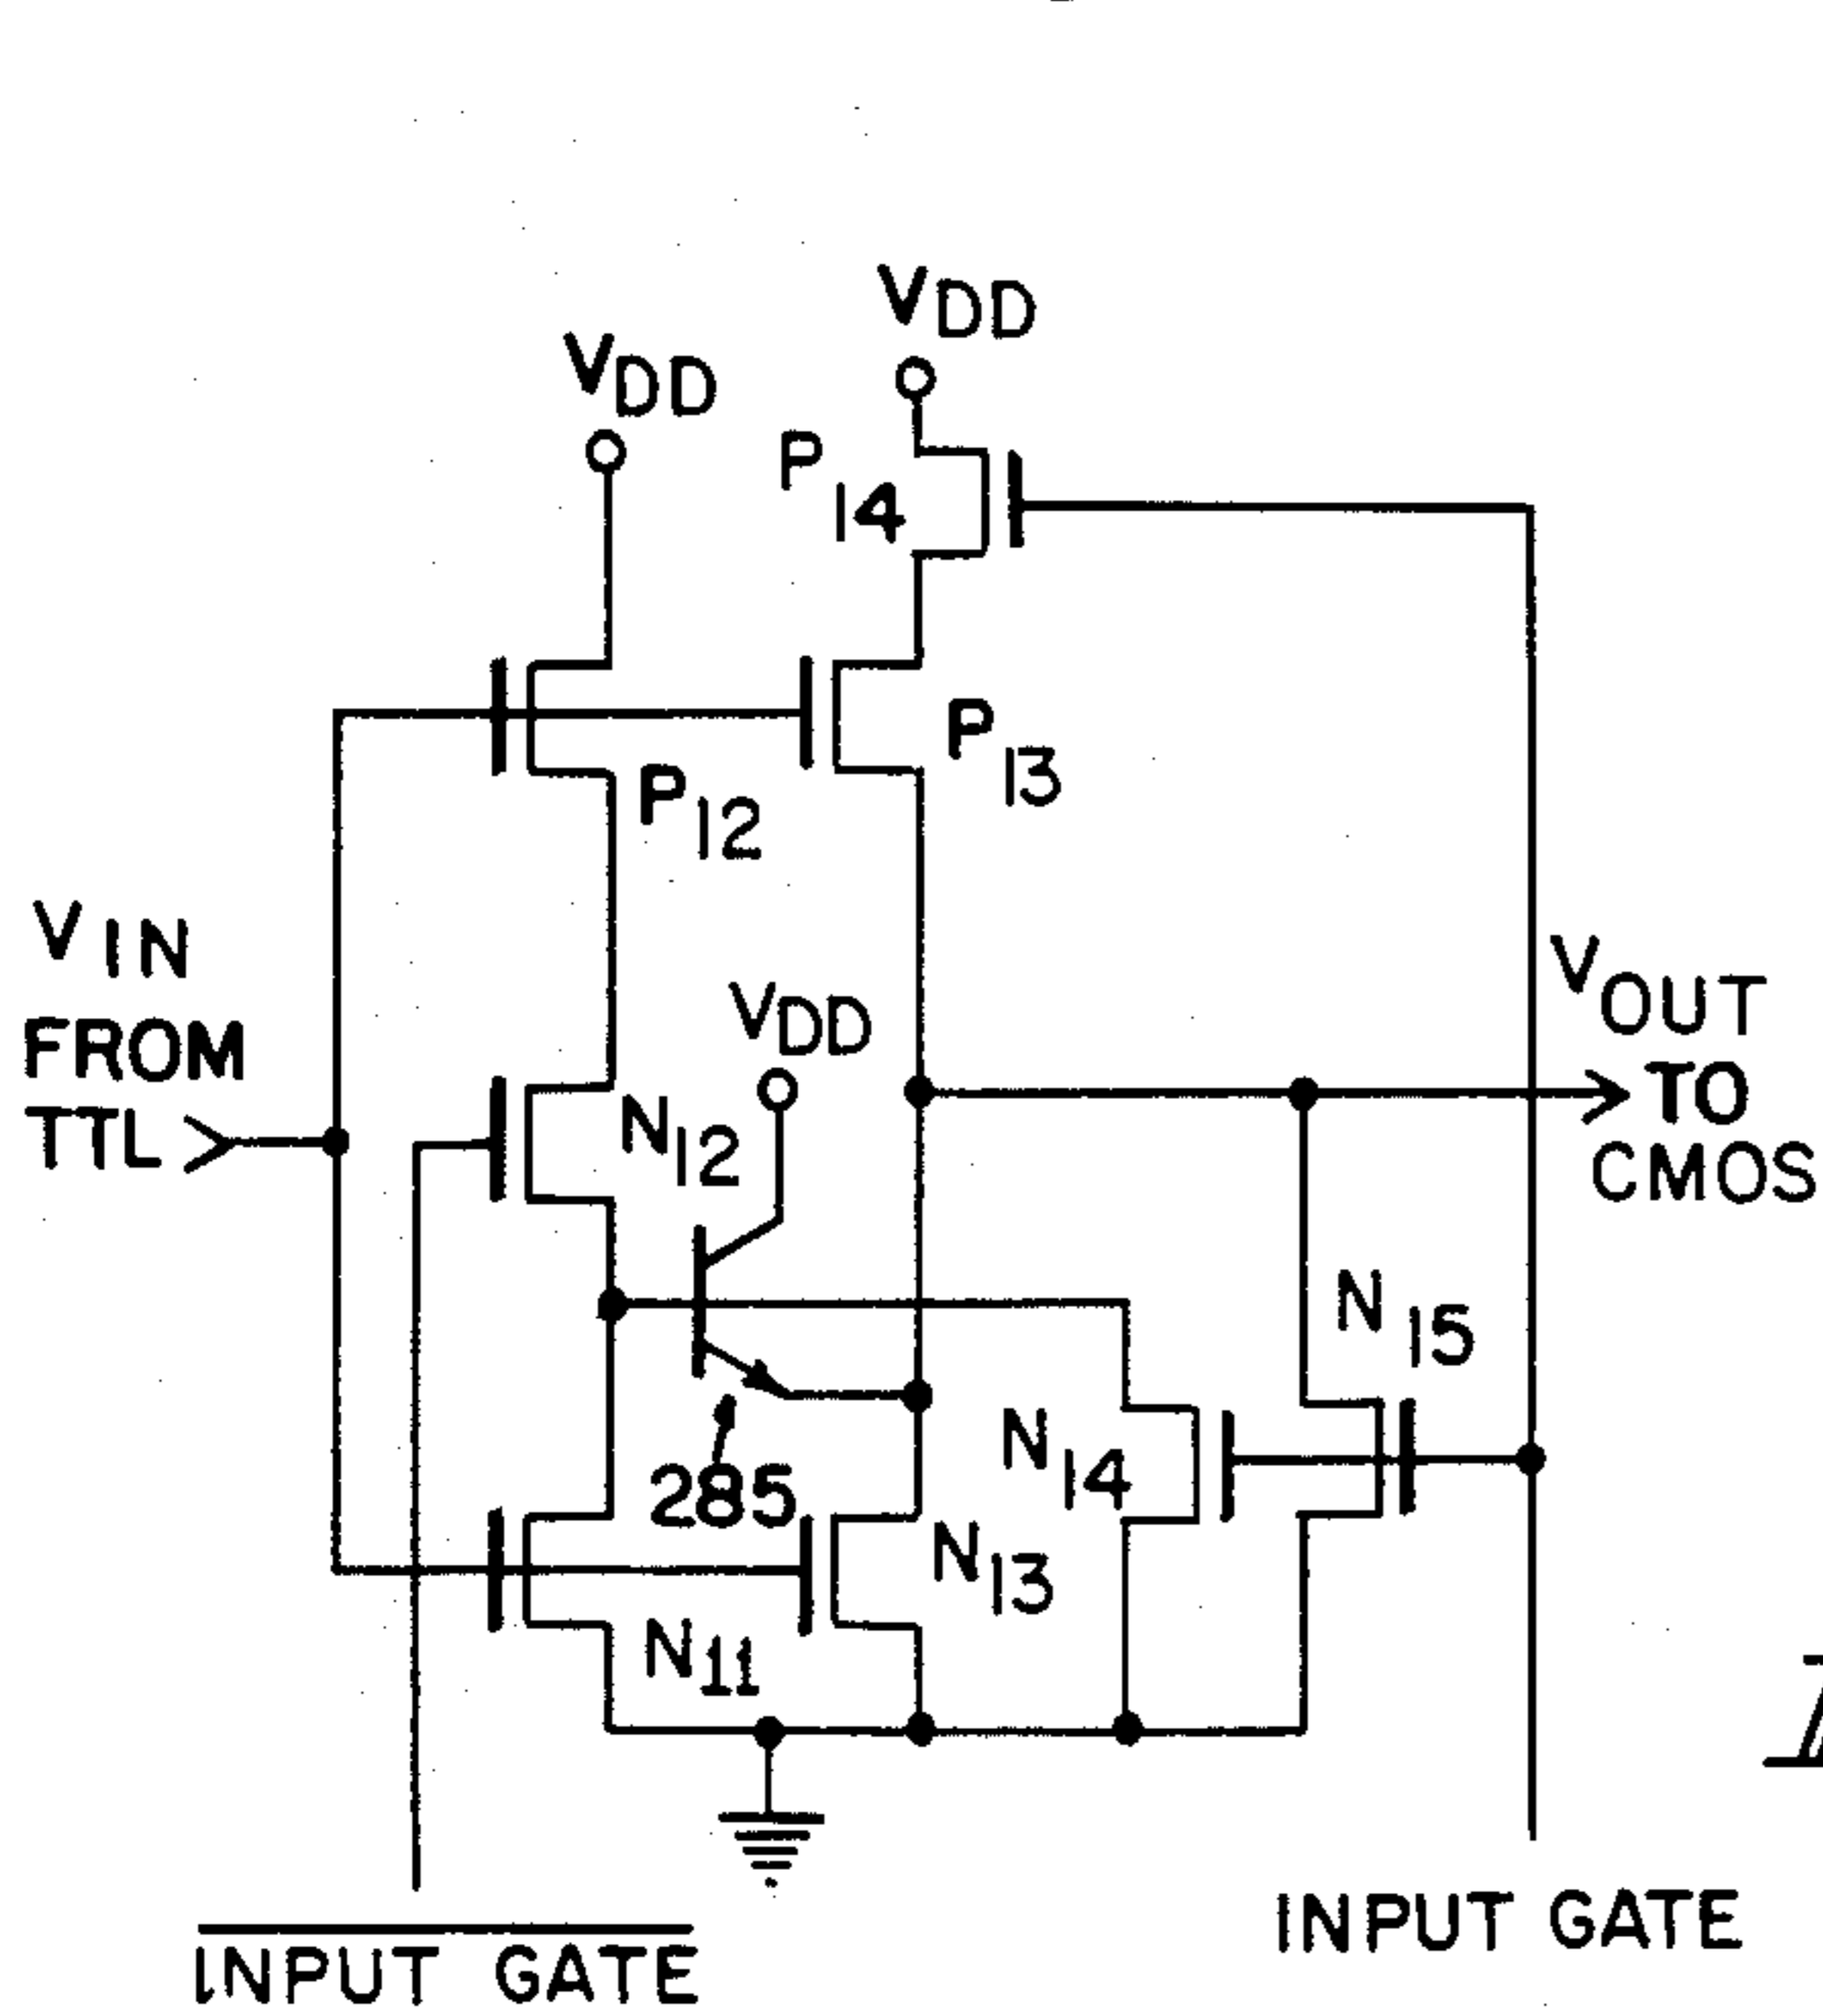 VDD
VDD
P14
P13
P12
VIN
FROM
TTL
VDD
VOUT
TO
CMOS
N12
N15
N14
285
N13
N11
INPUT GATE
INPUT GATE